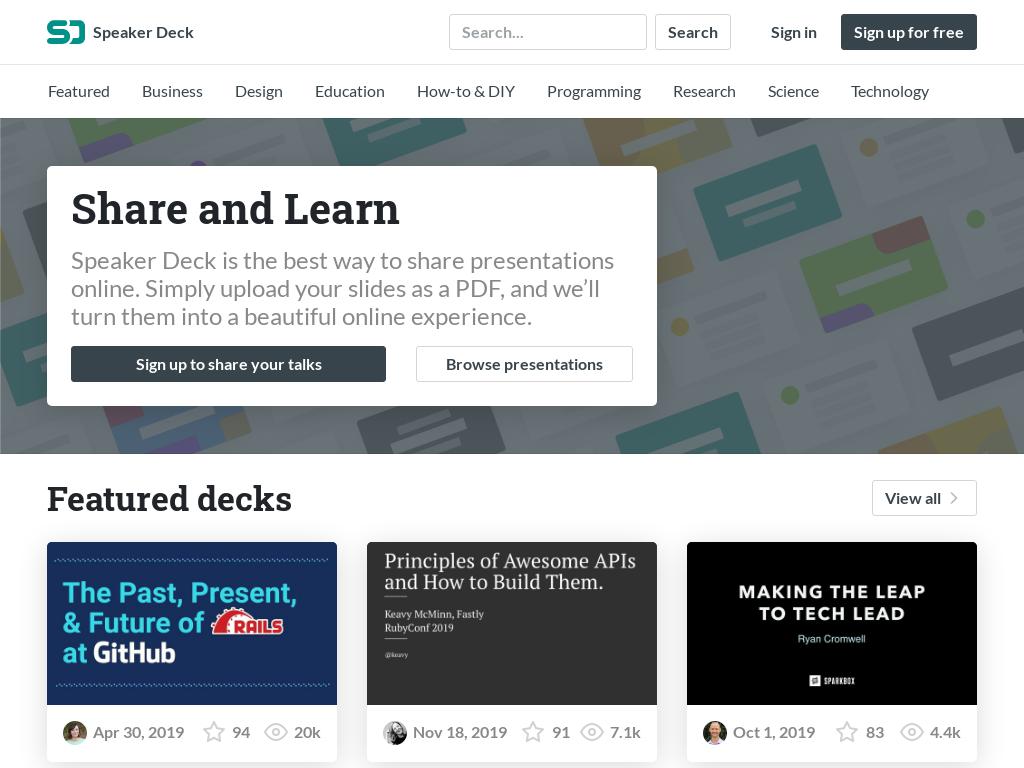 Speaker Deck
Search...
Search
Sign in
Sign up for free
Featured
Business
Design
Education
How-to & DIY
Programming
Research
Science
Technology
Share and Learn
Speaker Deck is the best way to share presentations
online. Simply upload your slides as a PDF, and we’ll
turn them into a beautiful online experience.
Sign up to share your talks
Browse presentations
Featured decks
View all
The Past, Present,
& Future of RAILS
at GitHub
Apr 30, 2019
94
20k
Principles of Awesome APIs
and How to Build Them.
Keavy McMinn, Fastly
RubyConf 2019
@keavy
Nov 18, 2019
91
7.1k
MAKING THE LEAP
TO TECH LEAD
Ryan Cromwell
SPARKBOX
Oct 1, 2019
83
4.4k